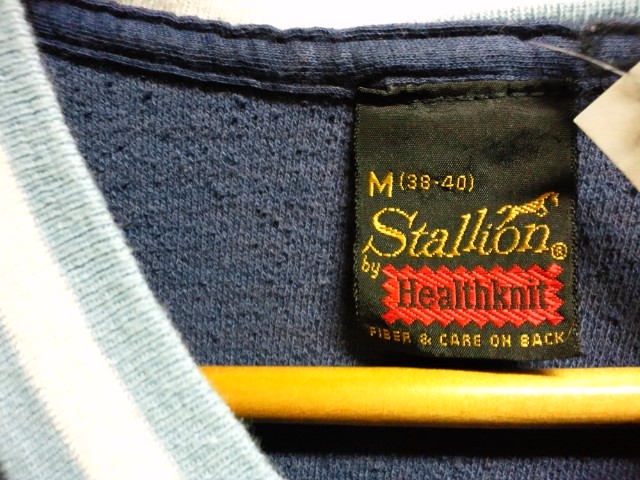 M (38-40)
Stallion®
by Healthknit
FIBER & CARE ON BACK